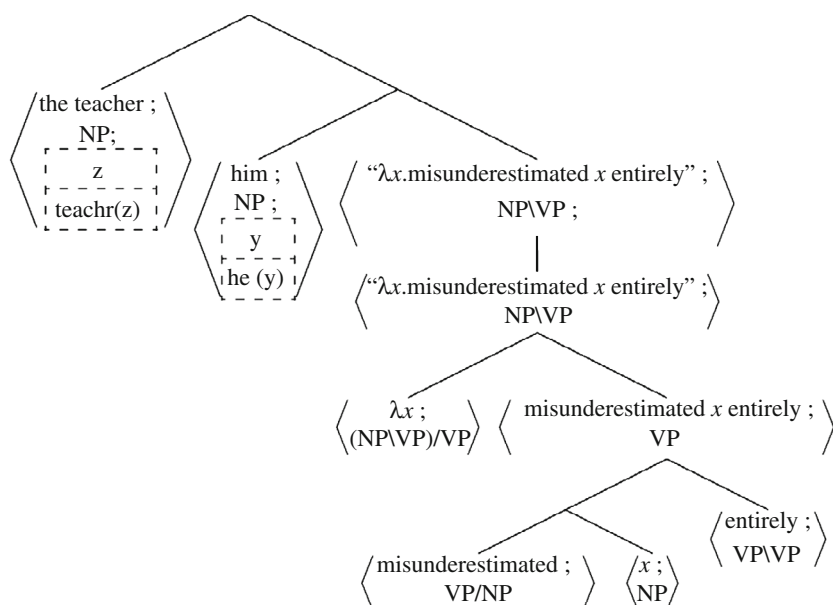 the teacher ;
NP;
z
teachr(z)
him ;
NP ;
y
he (y)
“λx.misunderestimated x entirely” ;
NP\VP ;
“λx.misunderestimated x entirely” ;
NP\VP
λx ;
(NP\VP)/VP
misunderestimated x entirely ;
VP
misunderestimated ;
VP/NP
x ;
NP
entirely ;
VP\VP